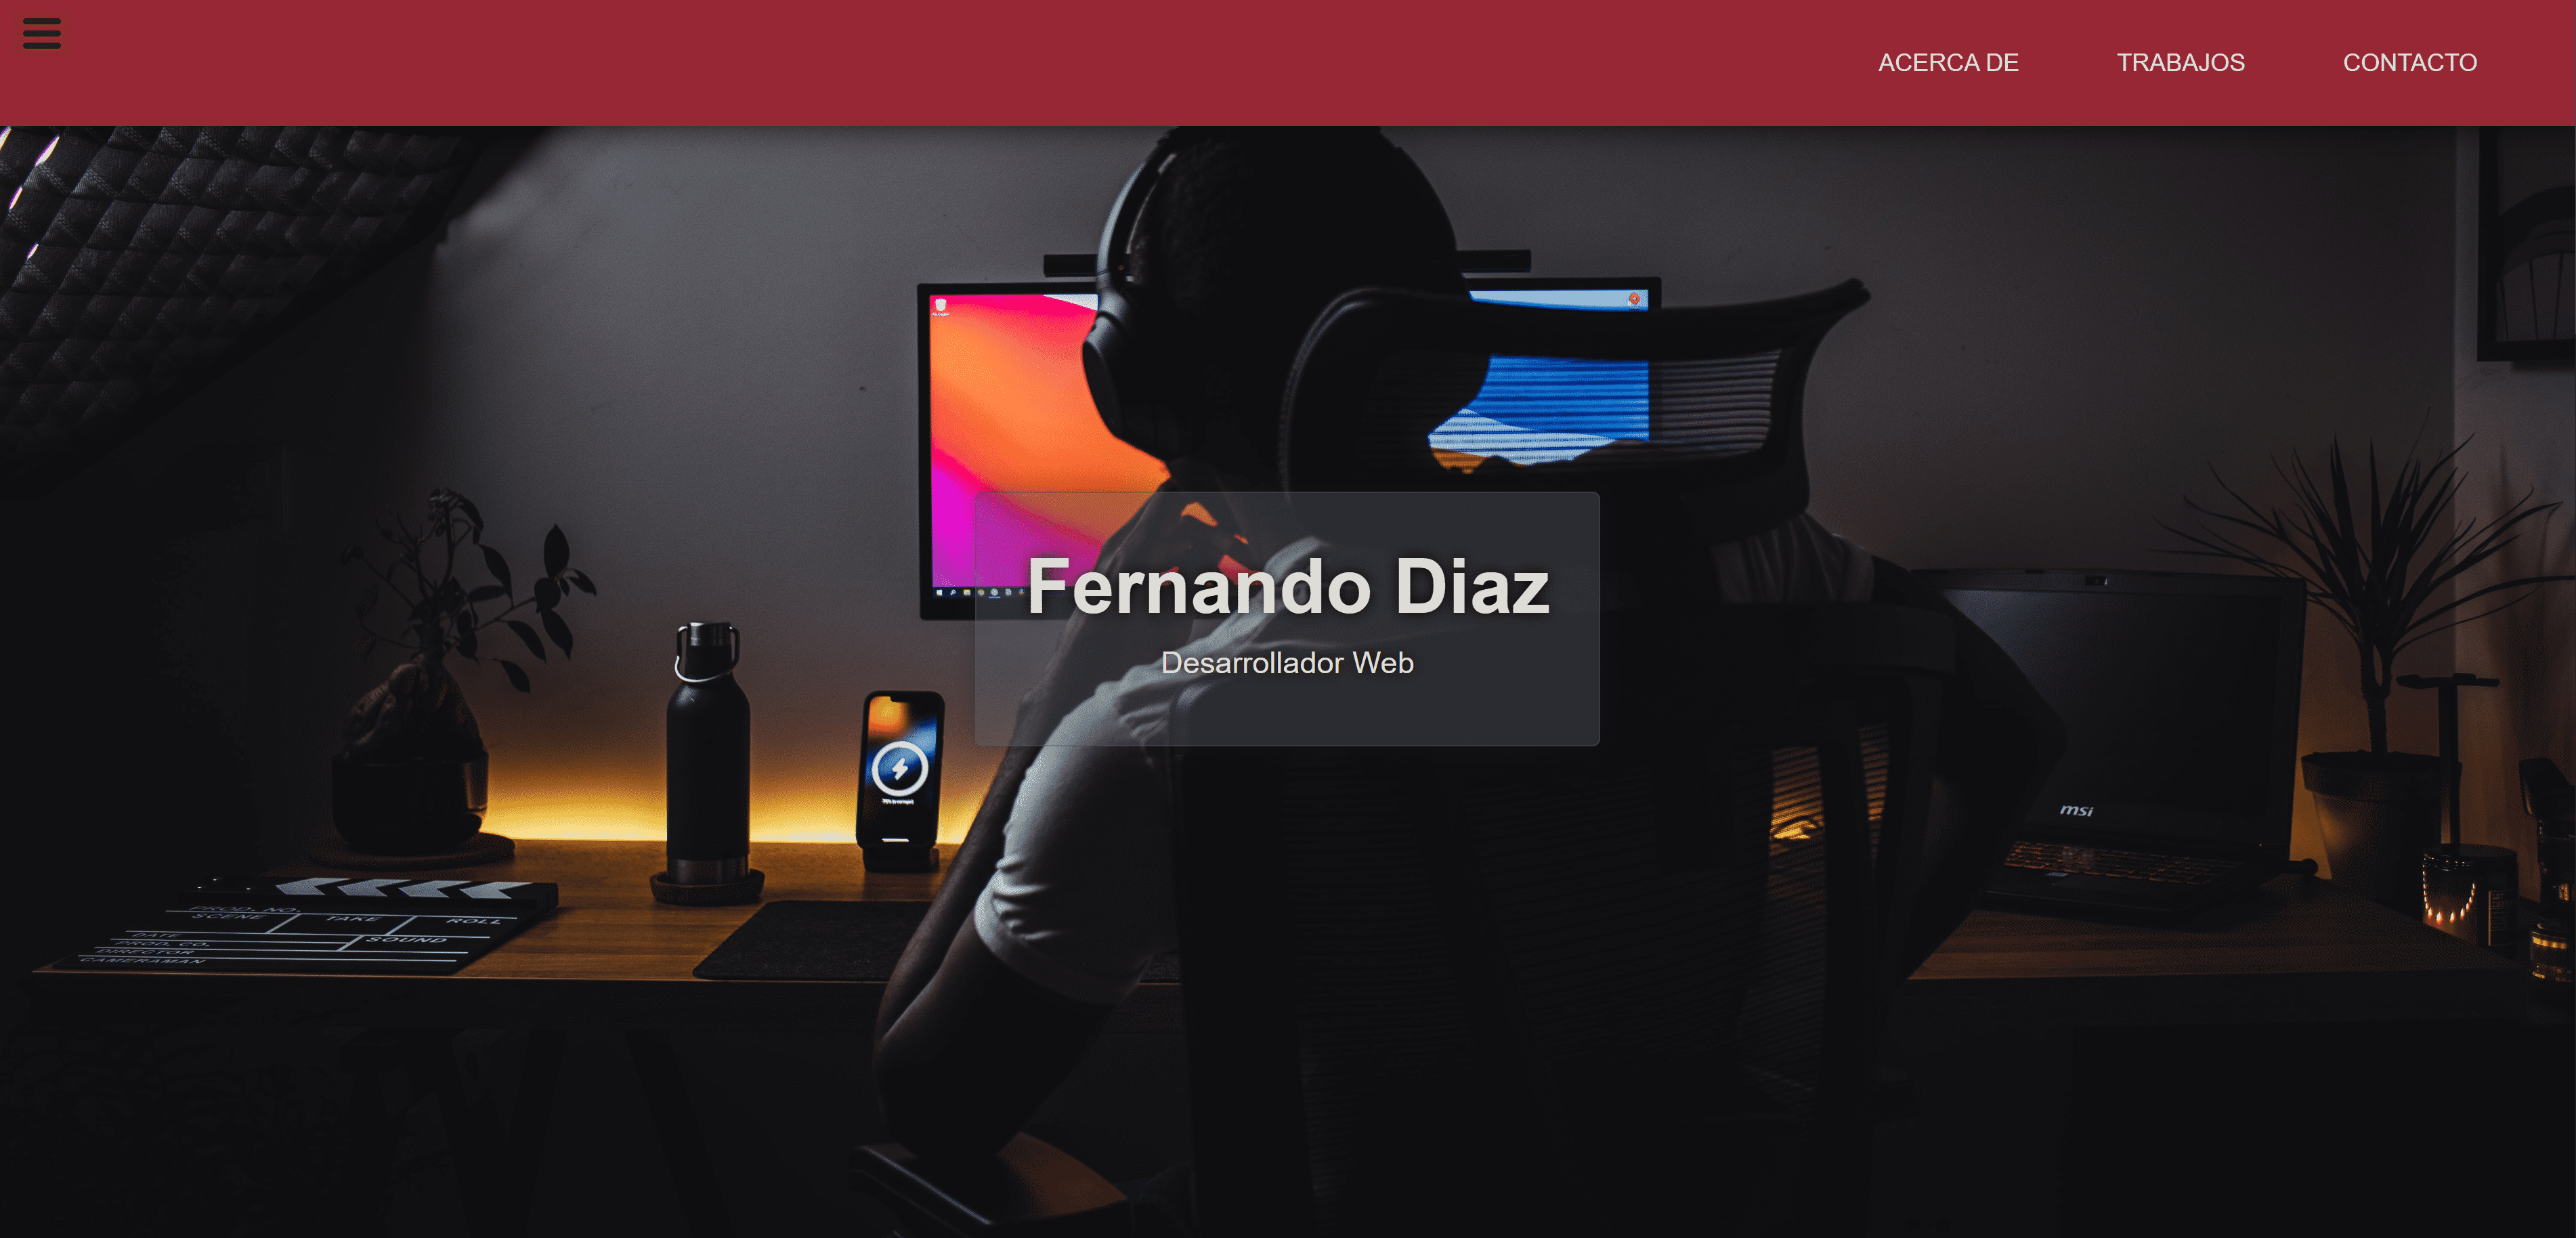 ACERCA DE
TRABAJOS
CONTACTO
Fernando Diaz
Desarrollador Web
msi
PROD. NO.
SCENE TAKE ROLL
DATE
SOUND
PROD. CO.
DIRECTOR
CAMERAMAN